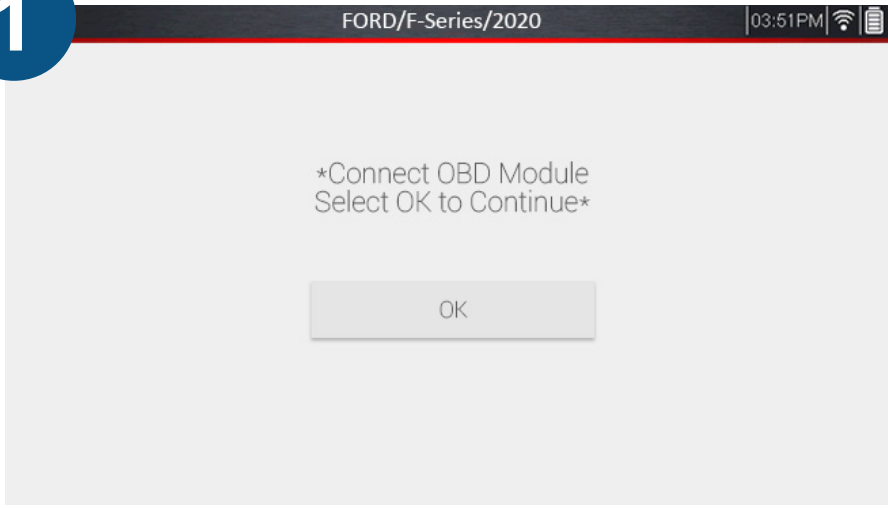 1
FORD/F-Series/2020
03:51PM
*Connect OBD Module
Select OK to Continue*
OK